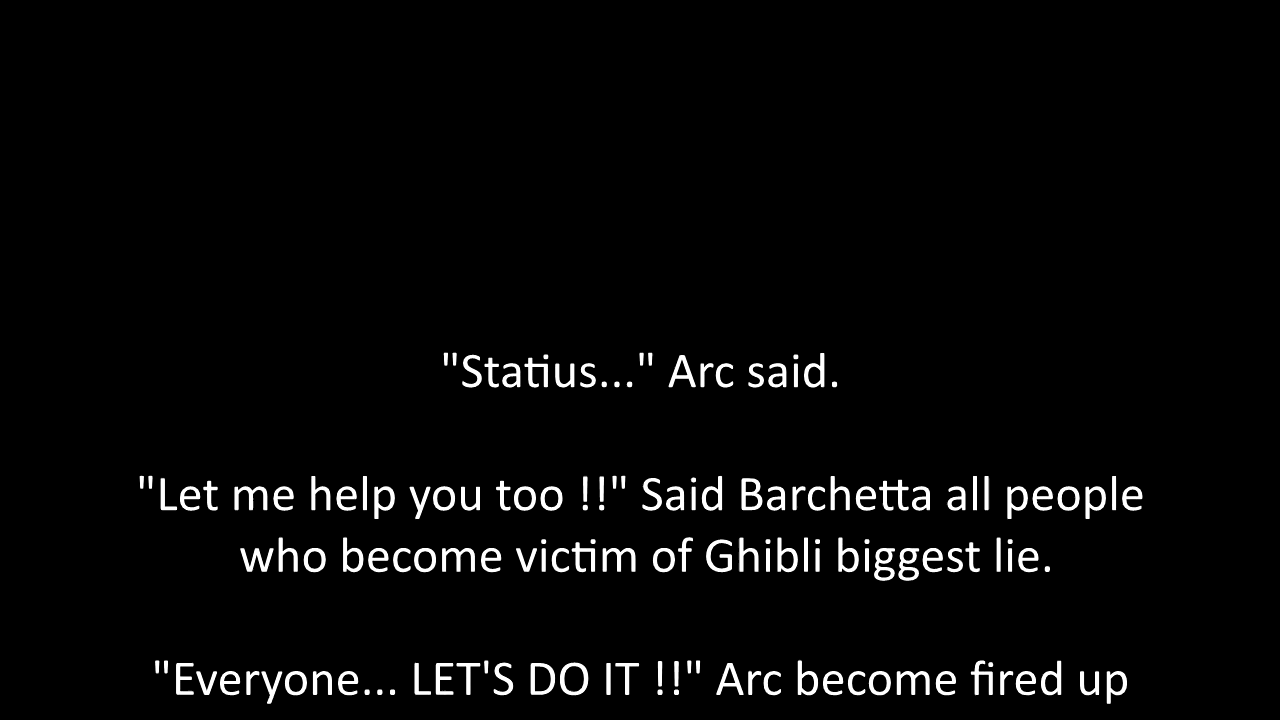 "Statius..." Arc said.
"Let me help you too !!" Said Barchetta all people
who become victim of Ghibli biggest lie.
"Everyone... LET'S DO IT !!" Arc become fired up